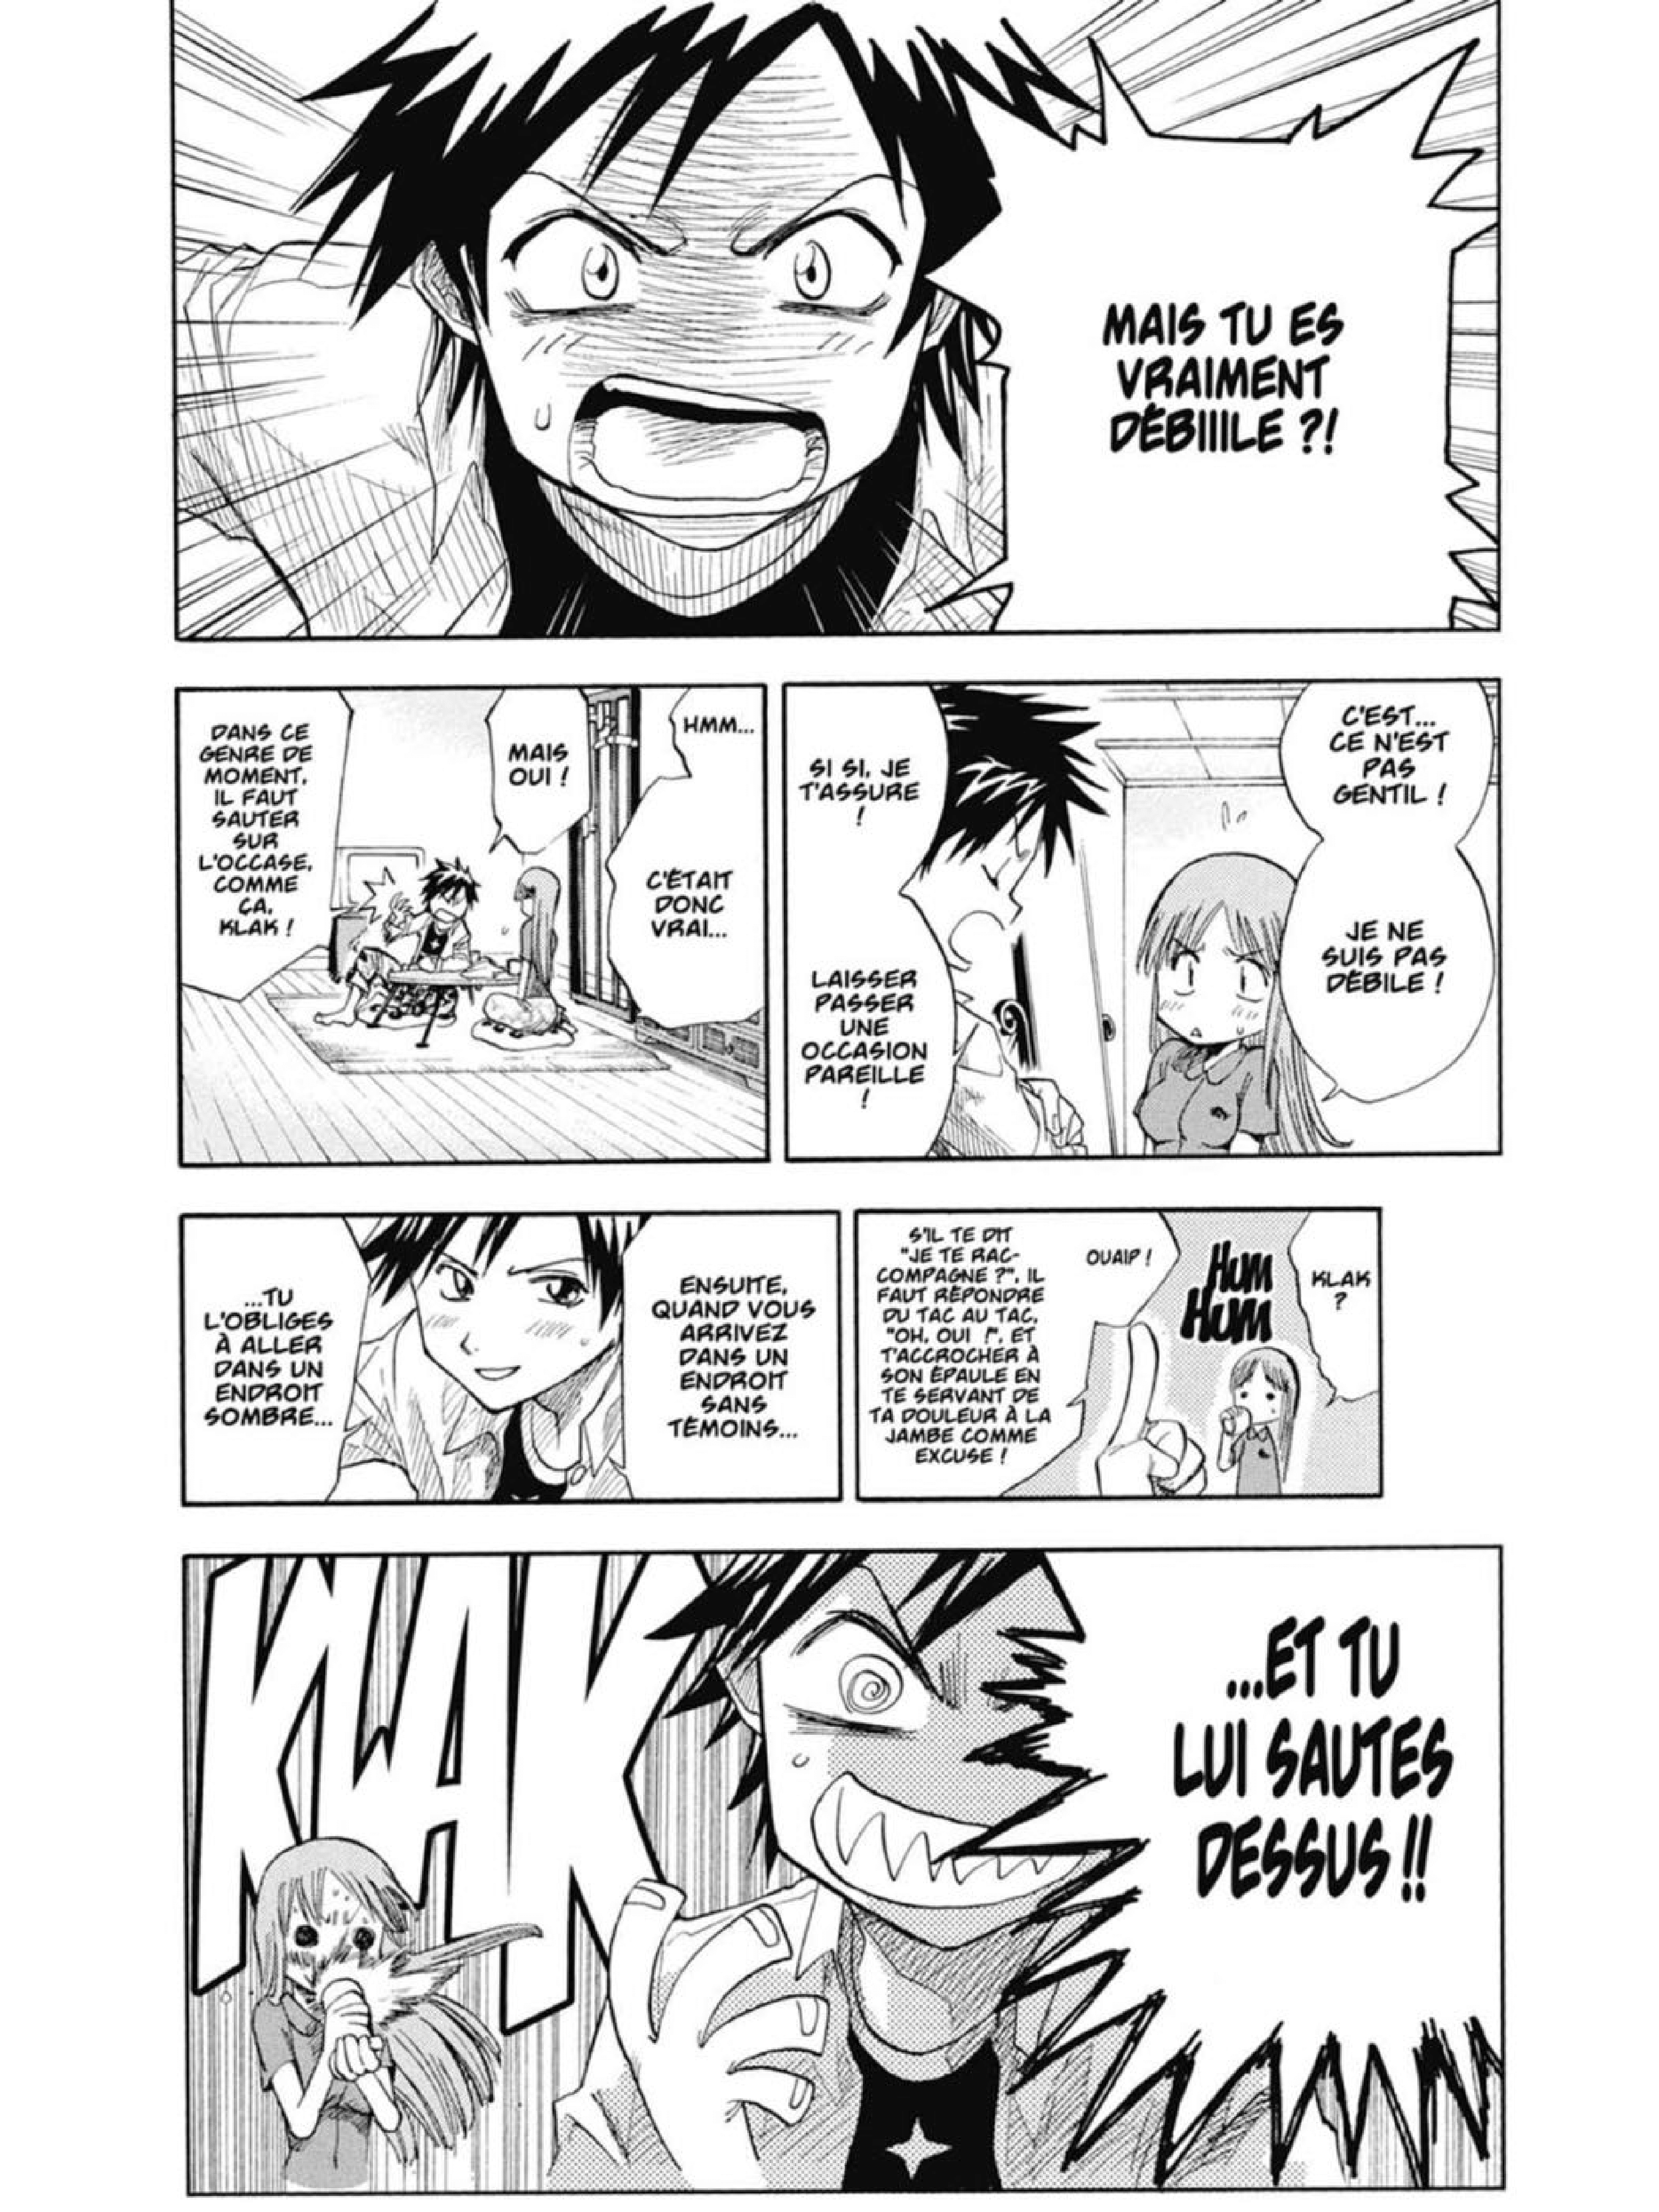 MAIS TU ES
VRAIMENT
DÉBIIILE ?!
C'EST...
CE N'EST
PAS
GENTIL !
JE NE
SUIS PAS
DÉBILE !
SI SI, JE
T'ASSURE
!
LAISSER
PASSER
UNE
OCCASION
PAREILLE
!
HMM...
C'ÉTAIT
DONC
VRAI...
MAIS
OUI !
DANS CE
GENRE DE
MOMENT,
IL FAUT
SAUTER
SUR
L'OCCASE,
COMME
ÇA,
KLAK !
KLAK
?
HUM
HUM
OUAIP !
S'IL TE DIT
"JE TE RAC-
COMPAGNE ?", IL
FAUT RÉPONDRE
DU TAC AU TAC,
"OH, OUI !", ET
T'ACCROCHER À
SON ÉPAULE EN
TE SERVANT DE
TA DOULEUR À LA
JAMBE COMME
EXCUSE !
ENSUITE,
QUAND VOUS
ARRIVEZ
DANS UN
ENDROIT
SANS
TÉMOINS...
...TU
L'OBLIGES
À ALLER
DANS UN
ENDROIT
SOMBRE...
...ET TU
LUI SAUTES
DESSUS !!